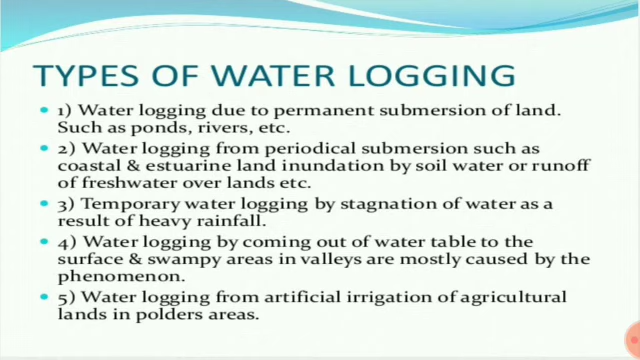 TYPES OF WATER LOGGING
• 1) Water logging due to permanent submersion of land.
Such as ponds, rivers, etc.
• 2) Water logging from periodical submersion such as
coastal & estuarine land inundation by soil water or runoff
of freshwater over lands etc.
• 3) Temporary water logging by stagnation of water as a
result of heavy rainfall.
• 4) Water logging by coming out of water table to the
surface & swampy areas in valleys are mostly caused by the
phenomenon.
• 5) Water logging from artificial irrigation of agricultural
lands in polders areas.